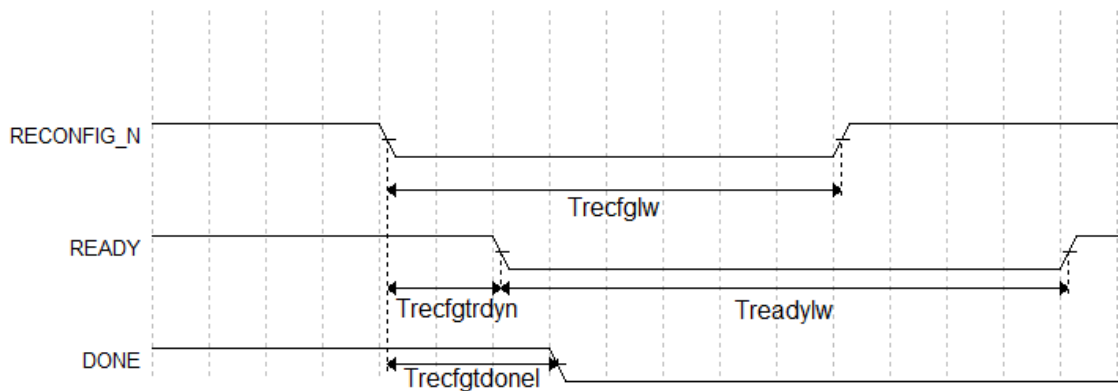 RECONFIG_N
Trecfglw
READY
Trecfgtrdyn
Treadylw
DONE
Trecfgtdonel